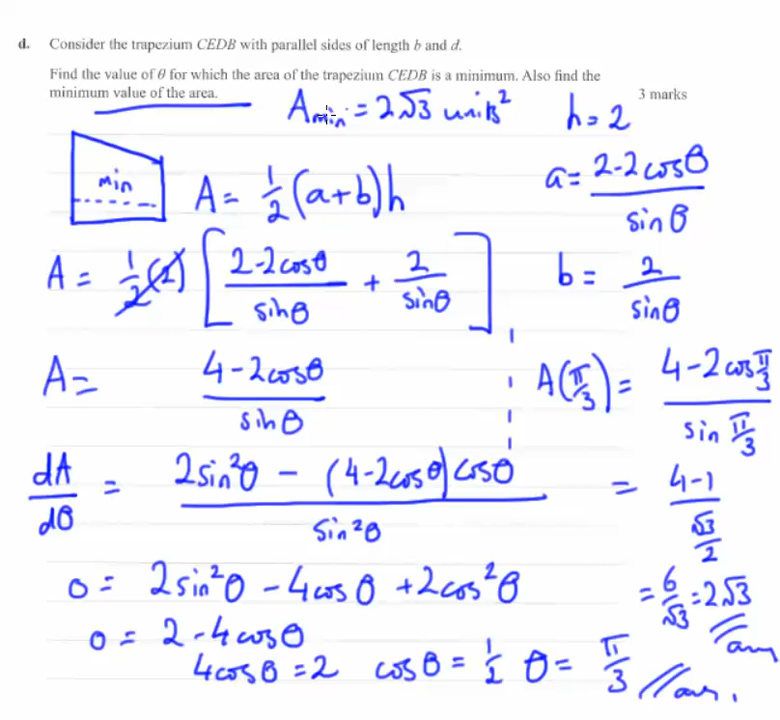 d. Consider the trapezium CEDB with parallel sides of length b and d.
Find the value of θ for which the area of the trapezium CEDB is a minimum. Also find the
minimum value of the area.
3 marks
A min = 2√3 units²
h = 2
min
A = 1/2 (a+b)h
a = (2-2cosθ)/sinθ
A = 1/2 (2) [ (2-2cosθ)/sinθ + 2/sinθ ]
b = 2/sinθ
A = (4-2cosθ)/sinθ
A(π/3) = (4-2cos π/3)/(sin π/3)
dA/dθ = (2sin²θ - (4-2cosθ)cosθ)/sin²θ
= (4-1)/(√3/2)
0 = 2sin²θ - 4cosθ + 2cos²θ
= 6/√3 = 2√3 // ans
0 = 2-4cosθ
4cosθ = 2 cosθ = 1/2 θ = π/3 // ans.